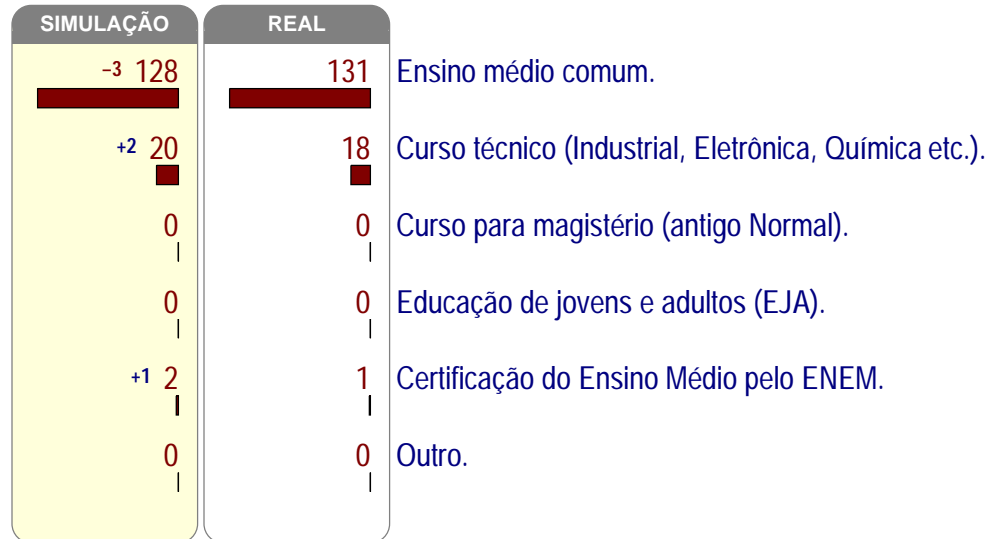 SIMULAÇÃO REAL
−3 128 131 Ensino médio comum.
+2 20 18 Curso técnico (Industrial, Eletrônica, Química etc.).
0 0 Curso para magistério (antigo Normal).
0 0 Educação de jovens e adultos (EJA).
+1 2 1 Certificação do Ensino Médio pelo ENEM.
0 0 Outro.